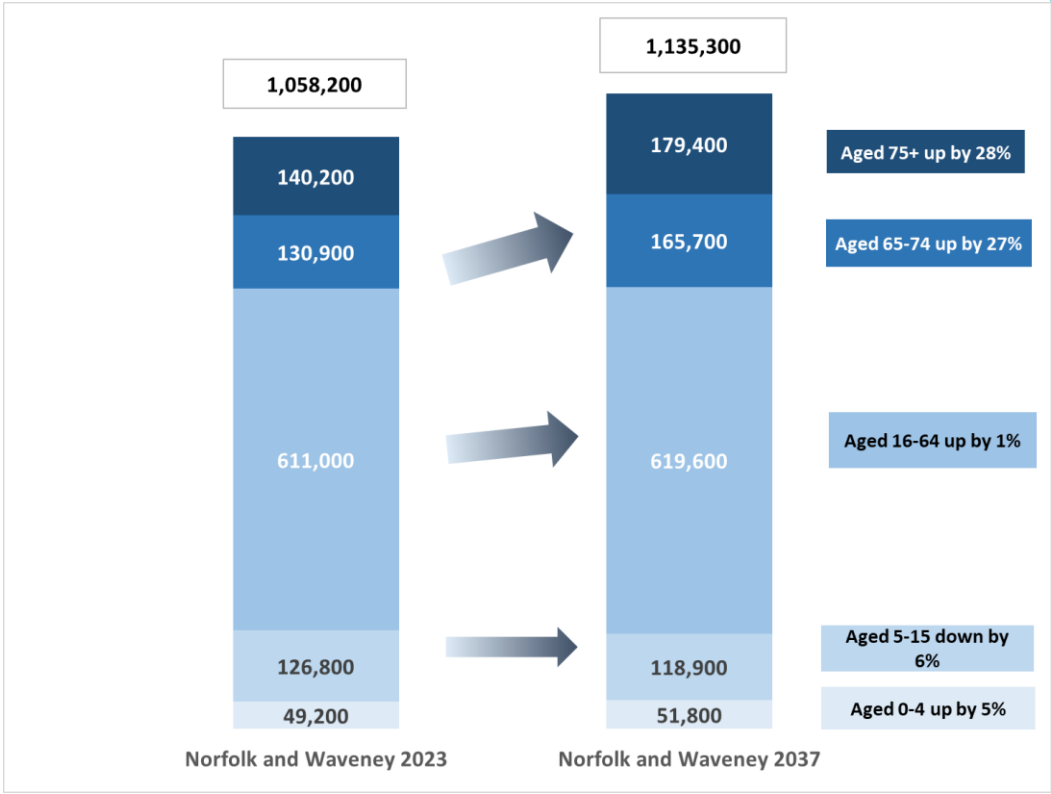 1,058,200
140,200
130,900
611,000
126,800
49,200
Norfolk and Waveney 2023
1,135,300
179,400
165,700
619,600
118,900
51,800
Norfolk and Waveney 2037
Aged 75+ up by 28%
Aged 65-74 up by 27%
Aged 16-64 up by 1%
Aged 5-15 down by
6%
Aged 0-4 up by 5%